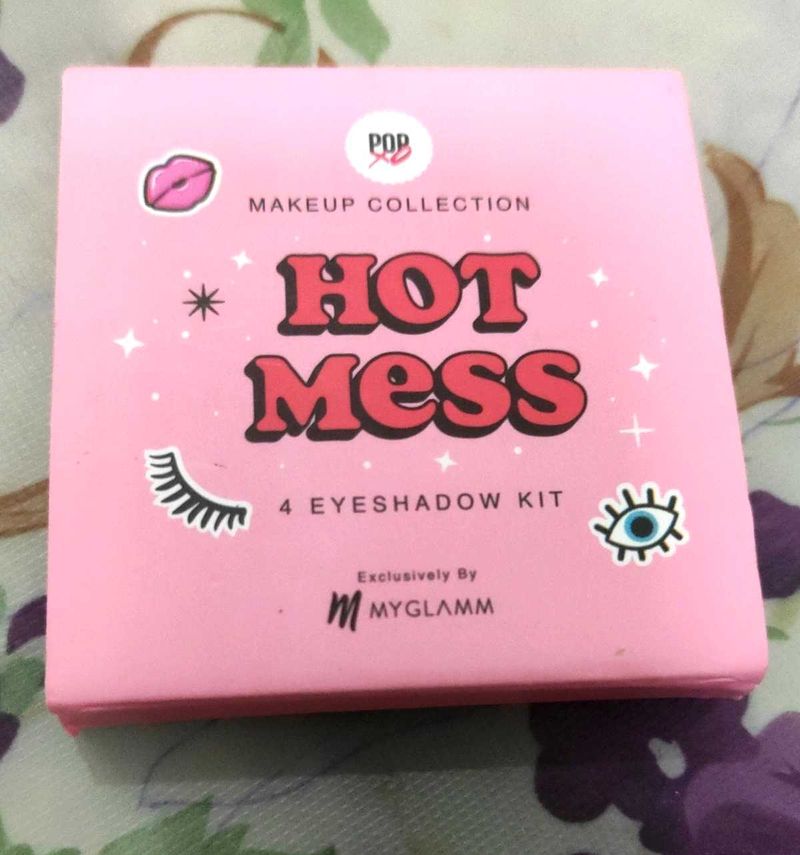 POP
xo
MAKEUP COLLECTION
HOT
MeSS
4 EYESHADOW KIT
Exclusively By
M MYGLAMM